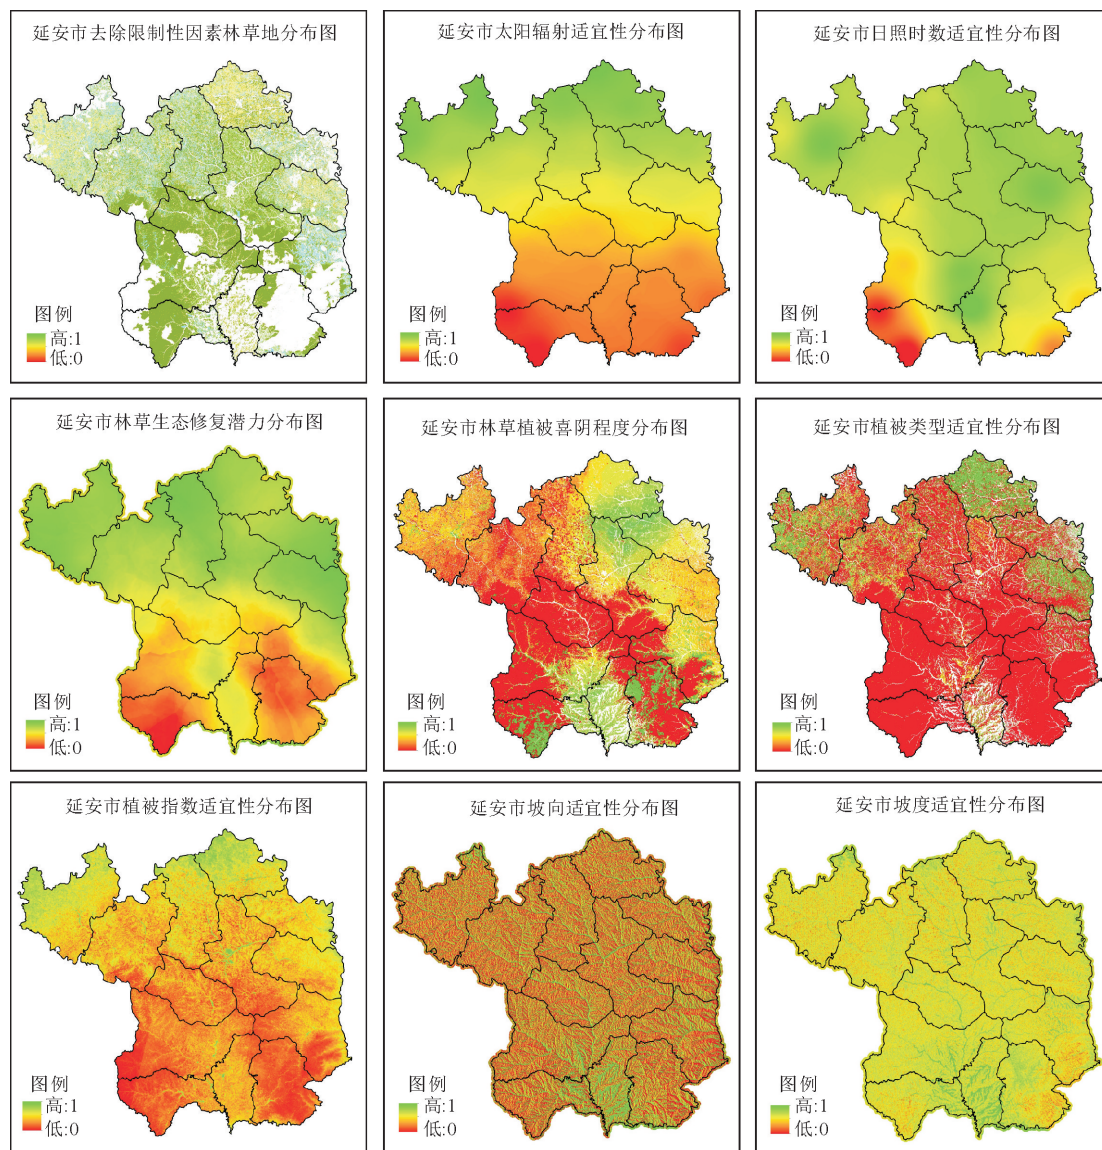 延安市去除限制性因素林草地分布图
图例
高:1
低:0
延安市太阳辐射适宜性分布图
图例
高:1
低:0
延安市日照时数适宜性分布图
图例
高:1
低:0
延安市林草生态修复潜力分布图
图例
高:1
低:0
延安市林草植被喜阴程度分布图
图例
高:1
低:0
延安市植被类型适宜性分布图
图例
高:1
低:0
延安市植被指数适宜性分布图
图例
高:1
低:0
延安市坡向适宜性分布图
图例
高:1
低:0
延安市坡度适宜性分布图
图例
高:1
低:0